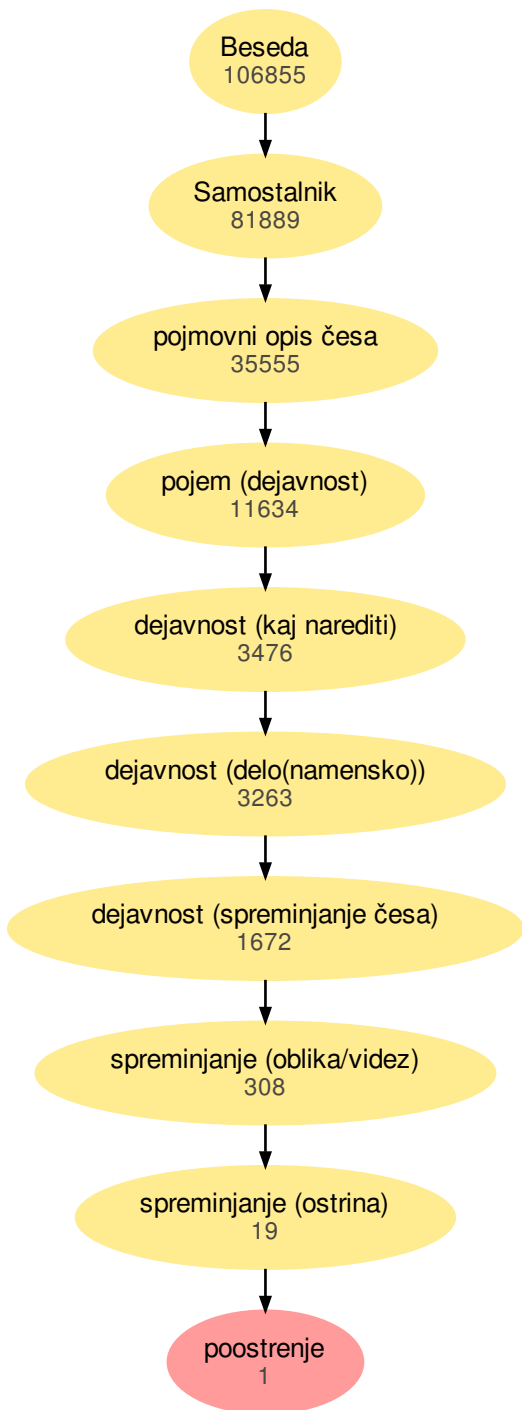 Beseda
106855
Samostalnik
81889
pojmovni opis česa
35555
pojem (dejavnost)
11634
dejavnost (kaj narediti)
3476
dejavnost (delo(namensko))
3263
dejavnost (spreminjanje česa)
1672
spreminjanje (oblika/videz)
308
spreminjanje (ostrina)
19
poostrenje
1